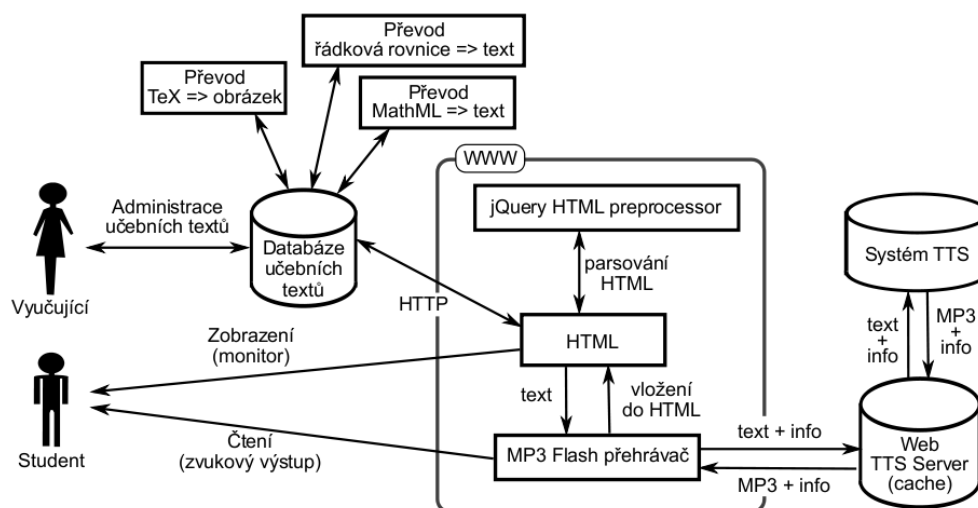 Převod
řádková rovnice => text
Převod
TeX => obrázek
Převod
MathML => text
WWW
jQuery HTML preprocessor
Administrace
učebních textů
Databáze
učebních
textů
Vyučující
parsování
HTML
Systém TTS
HTTP
HTML
Zobrazení
(monitor)
text
+
info
MP3
+
info
text
vložení
do HTML
Student
Čtení
(zvukový výstup)
MP3 Flash přehrávač
text + info
MP3 + info
Web
TTS Server
(cache)